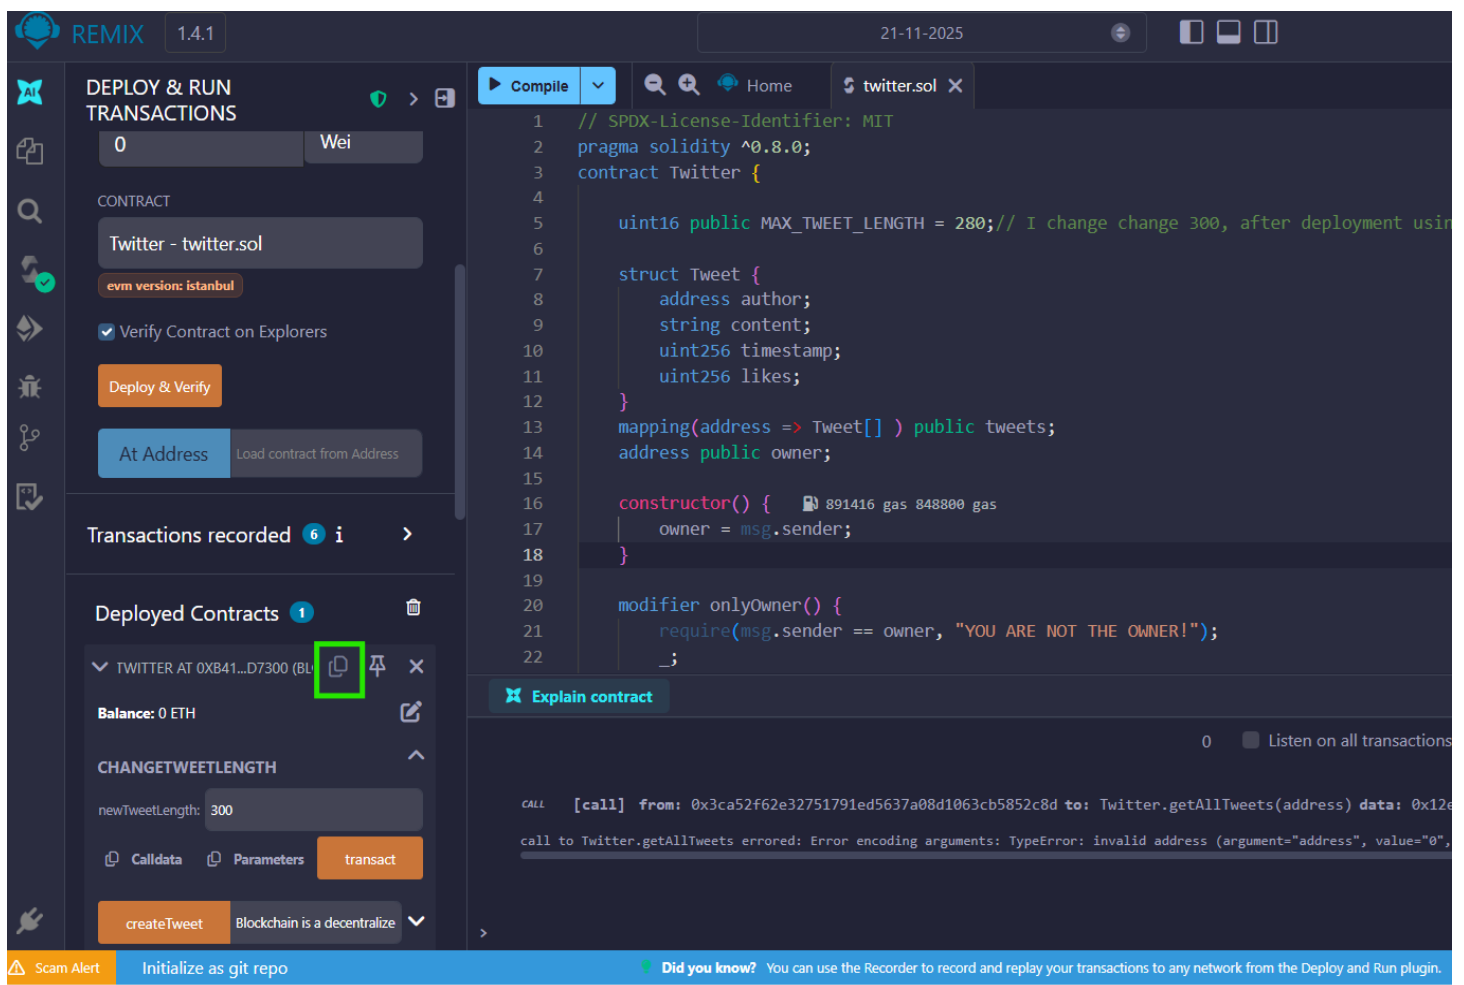 REMIX 1.4.1
21-11-2025
AI
DEPLOY & RUN
TRANSACTIONS
0 Wei
CONTRACT
Twitter - twitter.sol
evm version: istanbul
Verify Contract on Explorers
Deploy & Verify
At Address Load contract from Address
Transactions recorded 6 i
Deployed Contracts 1
TWITTER AT 0XB41...D7300 (BL
Balance: 0 ETH
CHANGETWEETLENGTH
newTweetLength: 300
Calldata Parameters transact
createTweet Blockchain is a decentralize
Compile Home twitter.sol
1 // SPDX-License-Identifier: MIT
2 pragma solidity ^0.8.0;
3 contract Twitter {
4
5 uint16 public MAX_TWEET_LENGTH = 280;// I change change 300, after deployment usin
6
7 struct Tweet {
8 address author;
9 string content;
10 uint256 timestamp;
11 uint256 likes;
12 }
13 mapping(address => Tweet[] ) public tweets;
14 address public owner;
15
16 constructor() { 891416 gas 848800 gas
17 owner = msg.sender;
18 }
19
20 modifier onlyOwner() {
21 require(msg.sender == owner, "YOU ARE NOT THE OWNER!");
22 _;
Explain contract
0 Listen on all transactions
CALL [call] from: 0x3ca52f62e32751791ed5637a08d1063cb5852c8d to: Twitter.getAllTweets(address) data: 0x12e
call to Twitter.getAllTweets errored: Error encoding arguments: TypeError: invalid address (argument="address", value="0",
>
Scam Alert Initialize as git repo Did you know? You can use the Recorder to record and replay your transactions to any network from the Deploy and Run plugin.